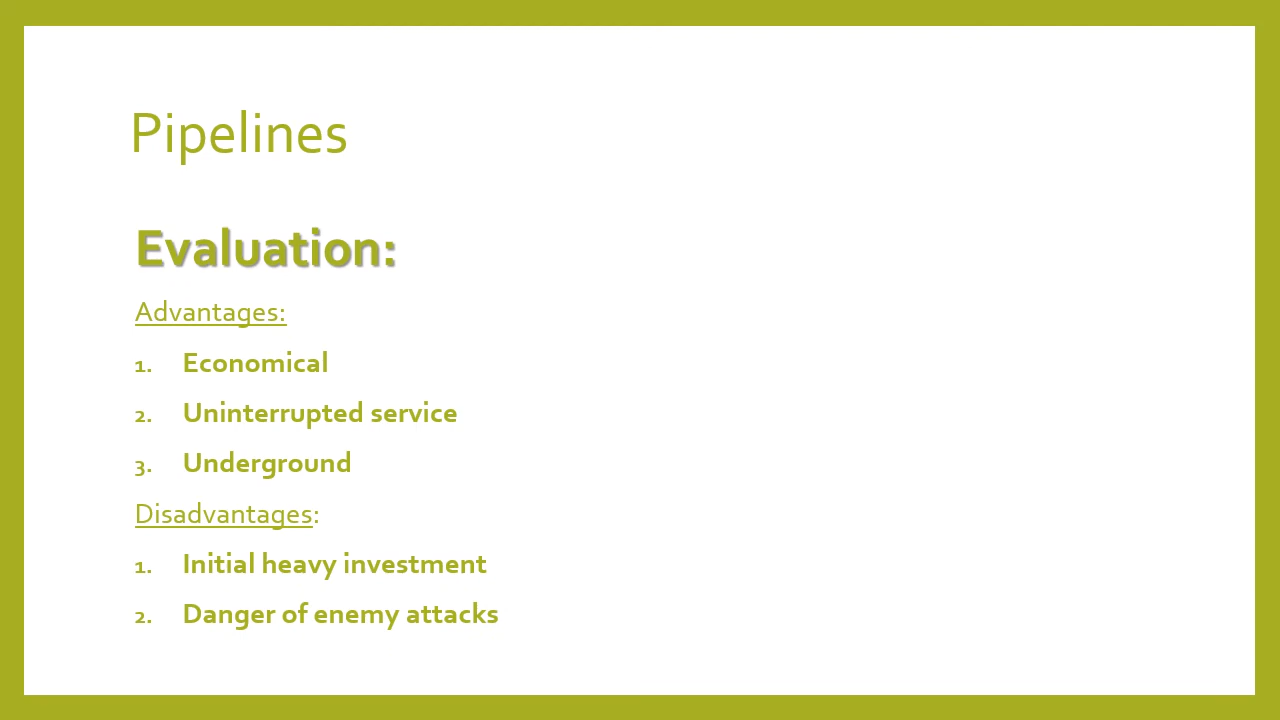 Pipelines
Evaluation:
Advantages:
1. Economical
2. Uninterrupted service
3. Underground
Disadvantages:
1. Initial heavy investment
2. Danger of enemy attacks